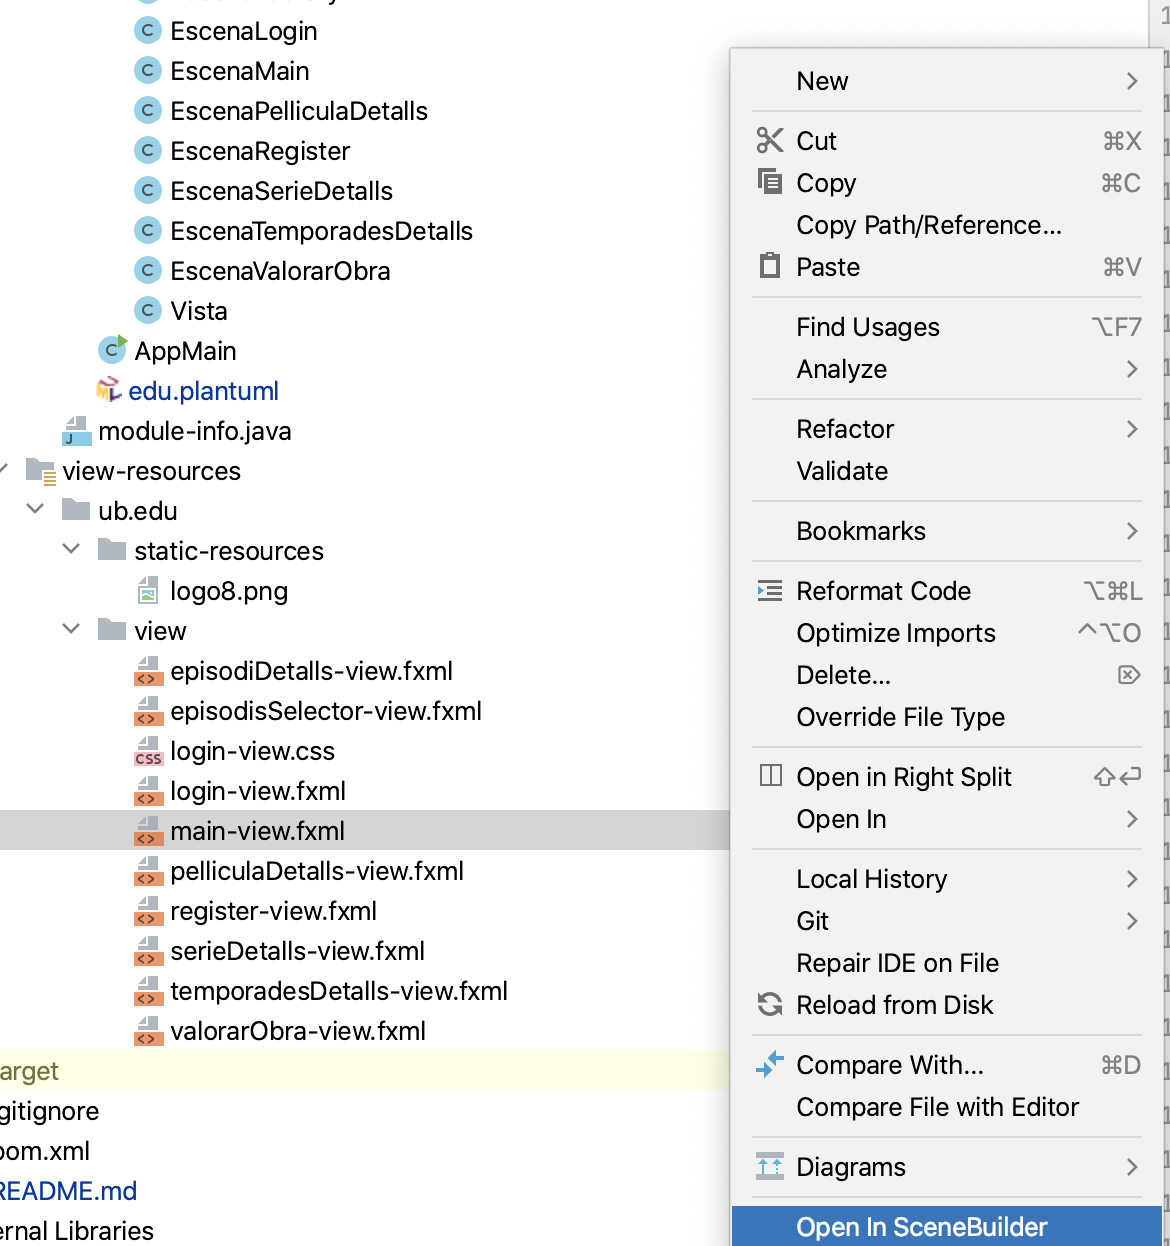 EscenaLogin
EscenaMain
EscenaPelliculaDetalls
EscenaRegister
EscenaSerieDetalls
EscenaTemporadesDetalls
EscenaValorarObra
Vista
AppMain
edu.plantuml
module-info.java
view-resources
ub.edu
static-resources
logo8.png
view
episodiDetalls-view.fxml
episodisSelector-view.fxml
login-view.css
login-view.fxml
main-view.fxml
pelliculaDetalls-view.fxml
register-view.fxml
serieDetalls-view.fxml
temporadesDetalls-view.fxml
valorarObra-view.fxml
arget
gitignore
pom.xml
README.md
ernal Libraries
New
Cut ⌘X
Copy ⌘C
Copy Path/Reference...
Paste ⌘V
Find Usages ⌥F7
Analyze
Refactor
Validate
Bookmarks
Reformat Code ⌥⌘L
Optimize Imports ^⌥O
Delete... ⌦
Override File Type
Open in Right Split ⇧⏎
Open In
Local History
Git
Repair IDE on File
Reload from Disk
Compare With... ⌘D
Compare File with Editor
Diagrams
Open In SceneBuilder